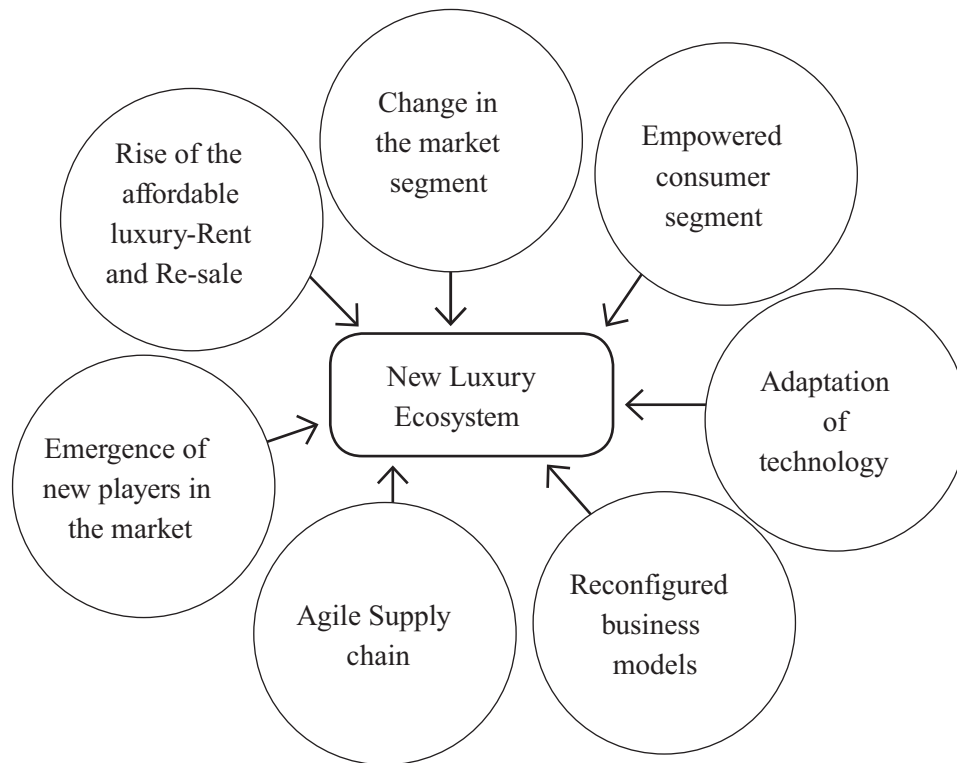 Change in
the market
segment
Empowered
consumer
segment
Rise of the
affordable
luxury-Rent
and Re-sale
New Luxury
Ecosystem
Adaptation
of
technology
Emergence of
new players in
the market
Reconfigured
business
models
Agile Supply
chain